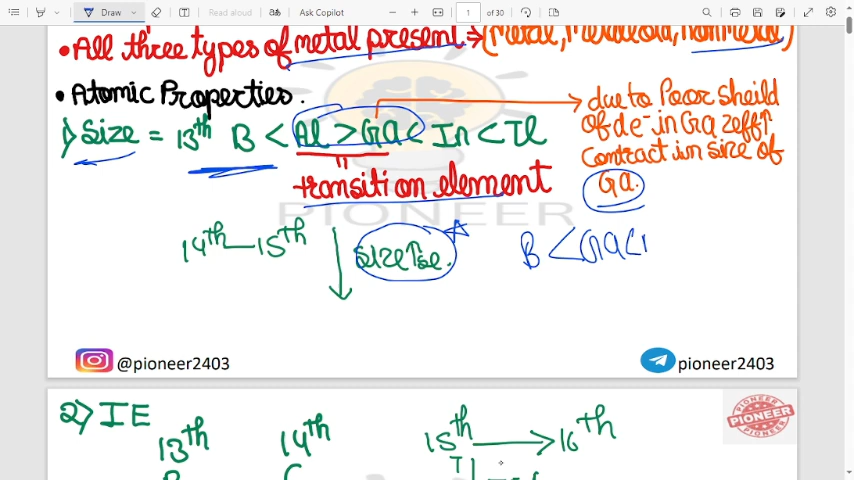 Read aloud
Ask Copilot
Draw
1 of 30
• All three types of metal present ⇒ (Metal, Metalloid, nonmetal)
• Atomic Properties.
1) Size = 13th B < Al > Ga < In < Tl
transition element
due to Poor Sheild
of d e- in Ga zeff↑
contract in size of
Ga.
14th — 15th ↓ size↑se.
B < Ga <
PIONEER
@pioneer2403
pioneer2403
2) IE
13th 14th 15th → 16th
PIONEER